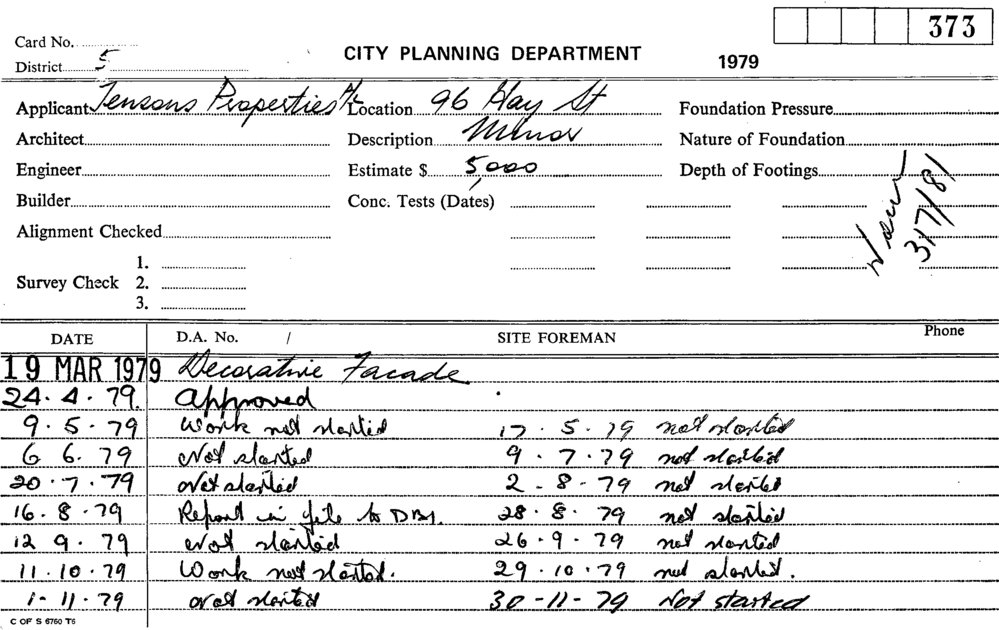 373
Card No.
District 5
CITY PLANNING DEPARTMENT 1979
Applicant Jensons Properties P/L Location 96 Hay St Foundation Pressure
Architect Description Minor Nature of Foundation
Engineer Estimate $ 5,000 Depth of Footings
Builder Conc. Tests (Dates)
31/7/81
Alignment Checked
1.
Survey Check 2.
3.
DATE D.A. No. / SITE FOREMAN Phone
19 MAR 1979 Decorative Facade
24.4.79. Approved
9.5.79 Work not started 17.5.79 not started
6 6.79 Not started 9.7.79 not started
20.7.79 Not started 2-8-79 not started
16.8.79 Report in file to DBS. 28.8.79 not started
12 9.79 Not started 26.9.79 not started
11.10.79 Work not started. 29.10.79 not started.
1-11-79 Not started 30-11-79 Not started
C OF S 6760 T6